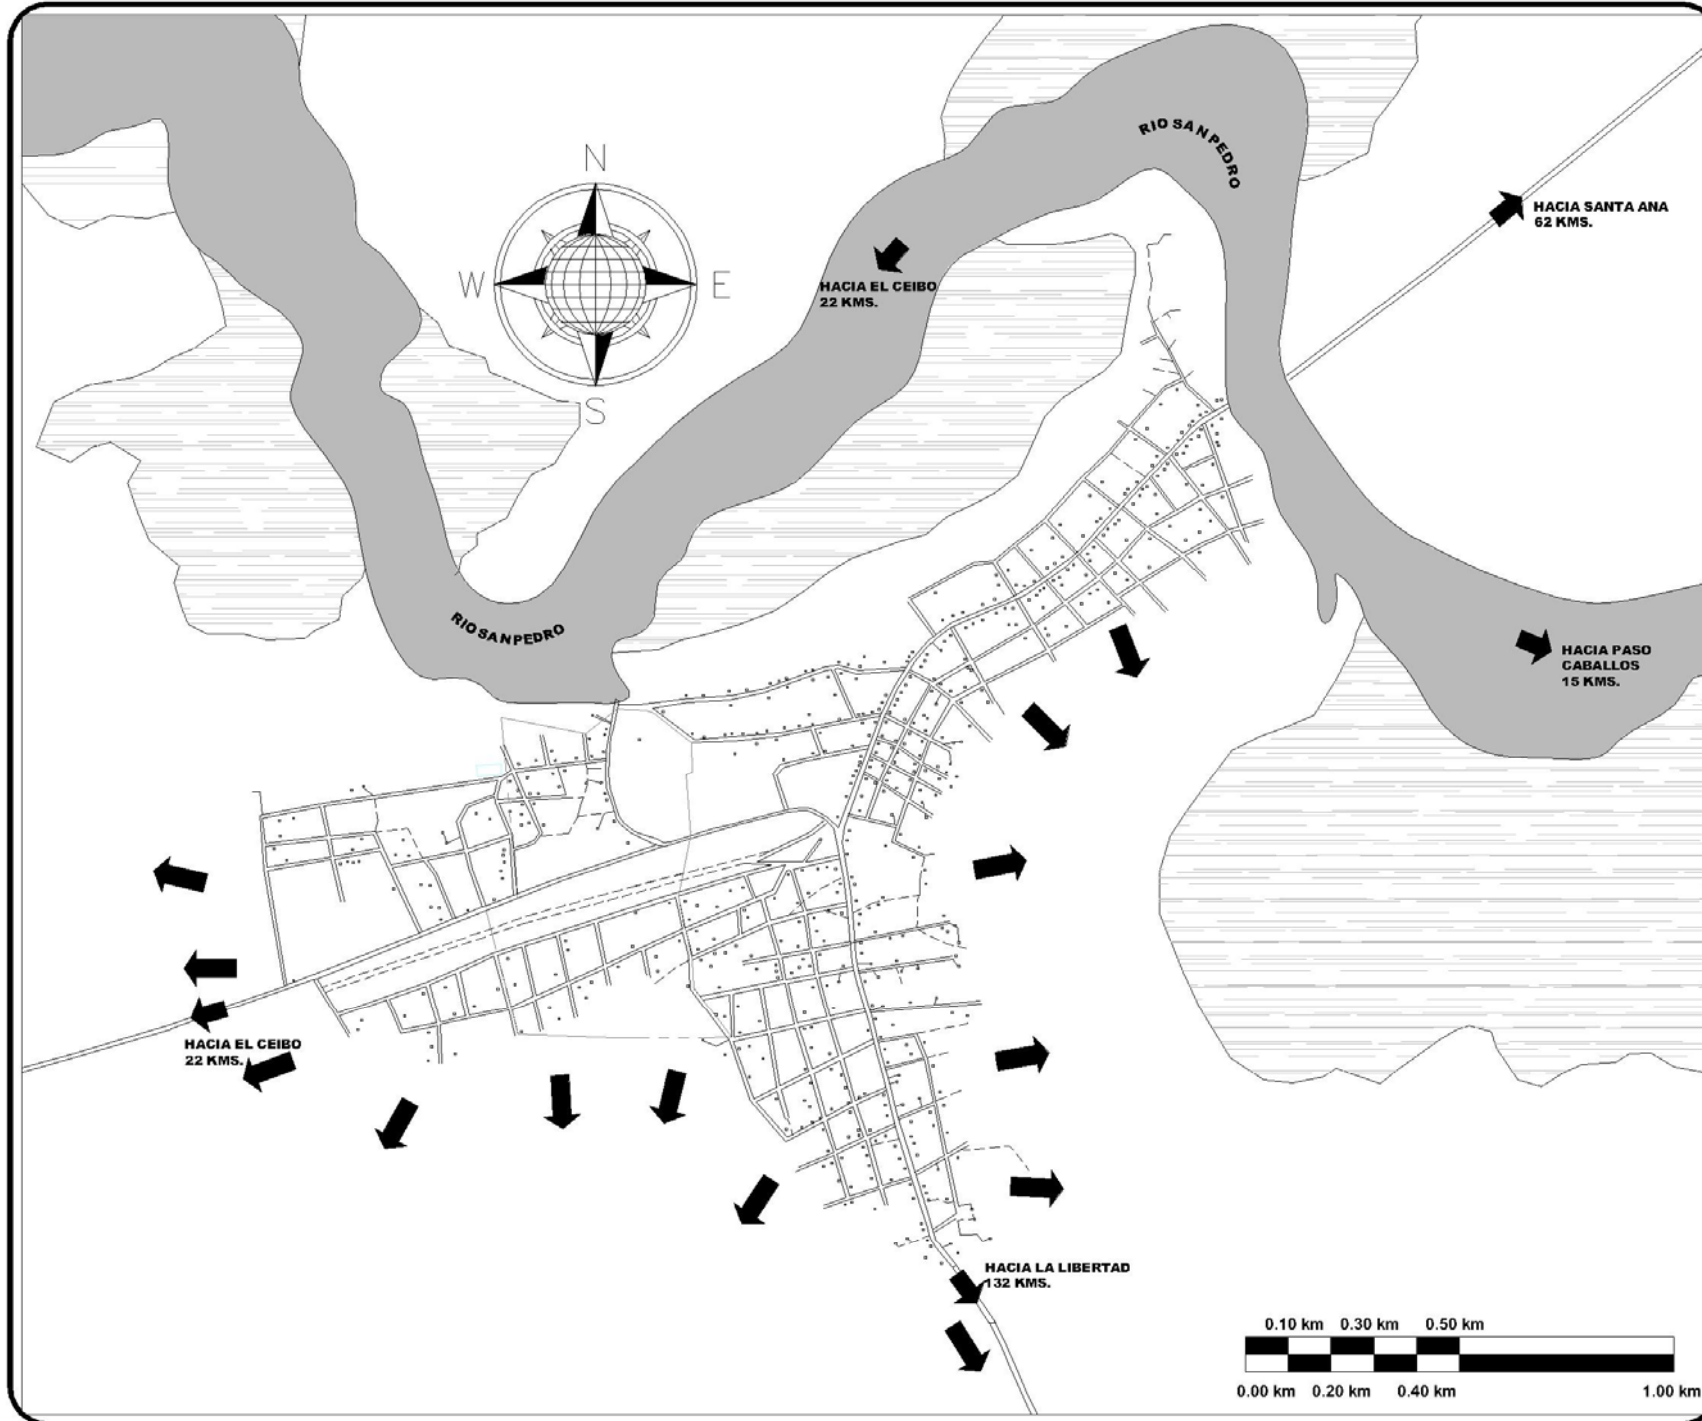 RIO SAN PEDRO
N
HACIA SANTA ANA
62 KMS.
W
E
HACIA EL CEIBO
22 KMS.
S
RIO SAN PEDRO
HACIA PASO
CABALLOS
15 KMS.
HACIA EL CEIBO
22 KMS.
HACIA LA LIBERTAD
132 KMS.
0.10 km 0.30 km 0.50 km
0.00 km 0.20 km 0.40 km 1.00 km